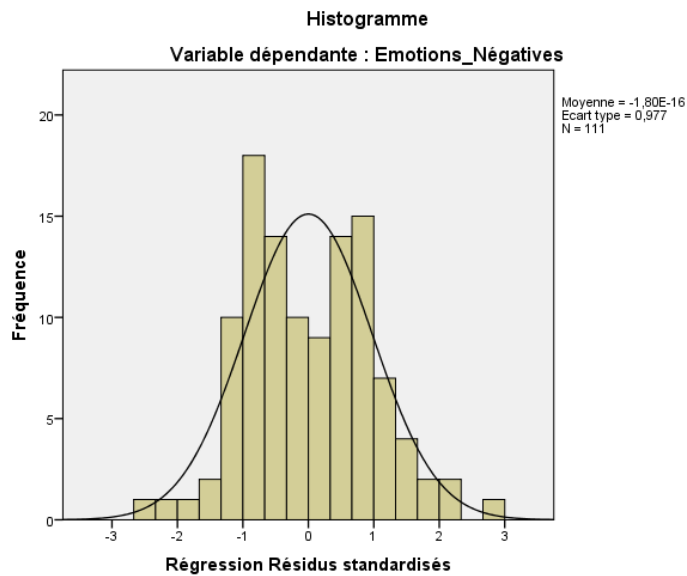 Histogramme
Variable dépendante : Emotions_Négatives
Moyenne = -1,80E-16
Ecart type = 0,977
N = 111
20
15
10
5
0
Fréquence
-3 -2 -1 0 1 2 3
Régression Résidus standardisés